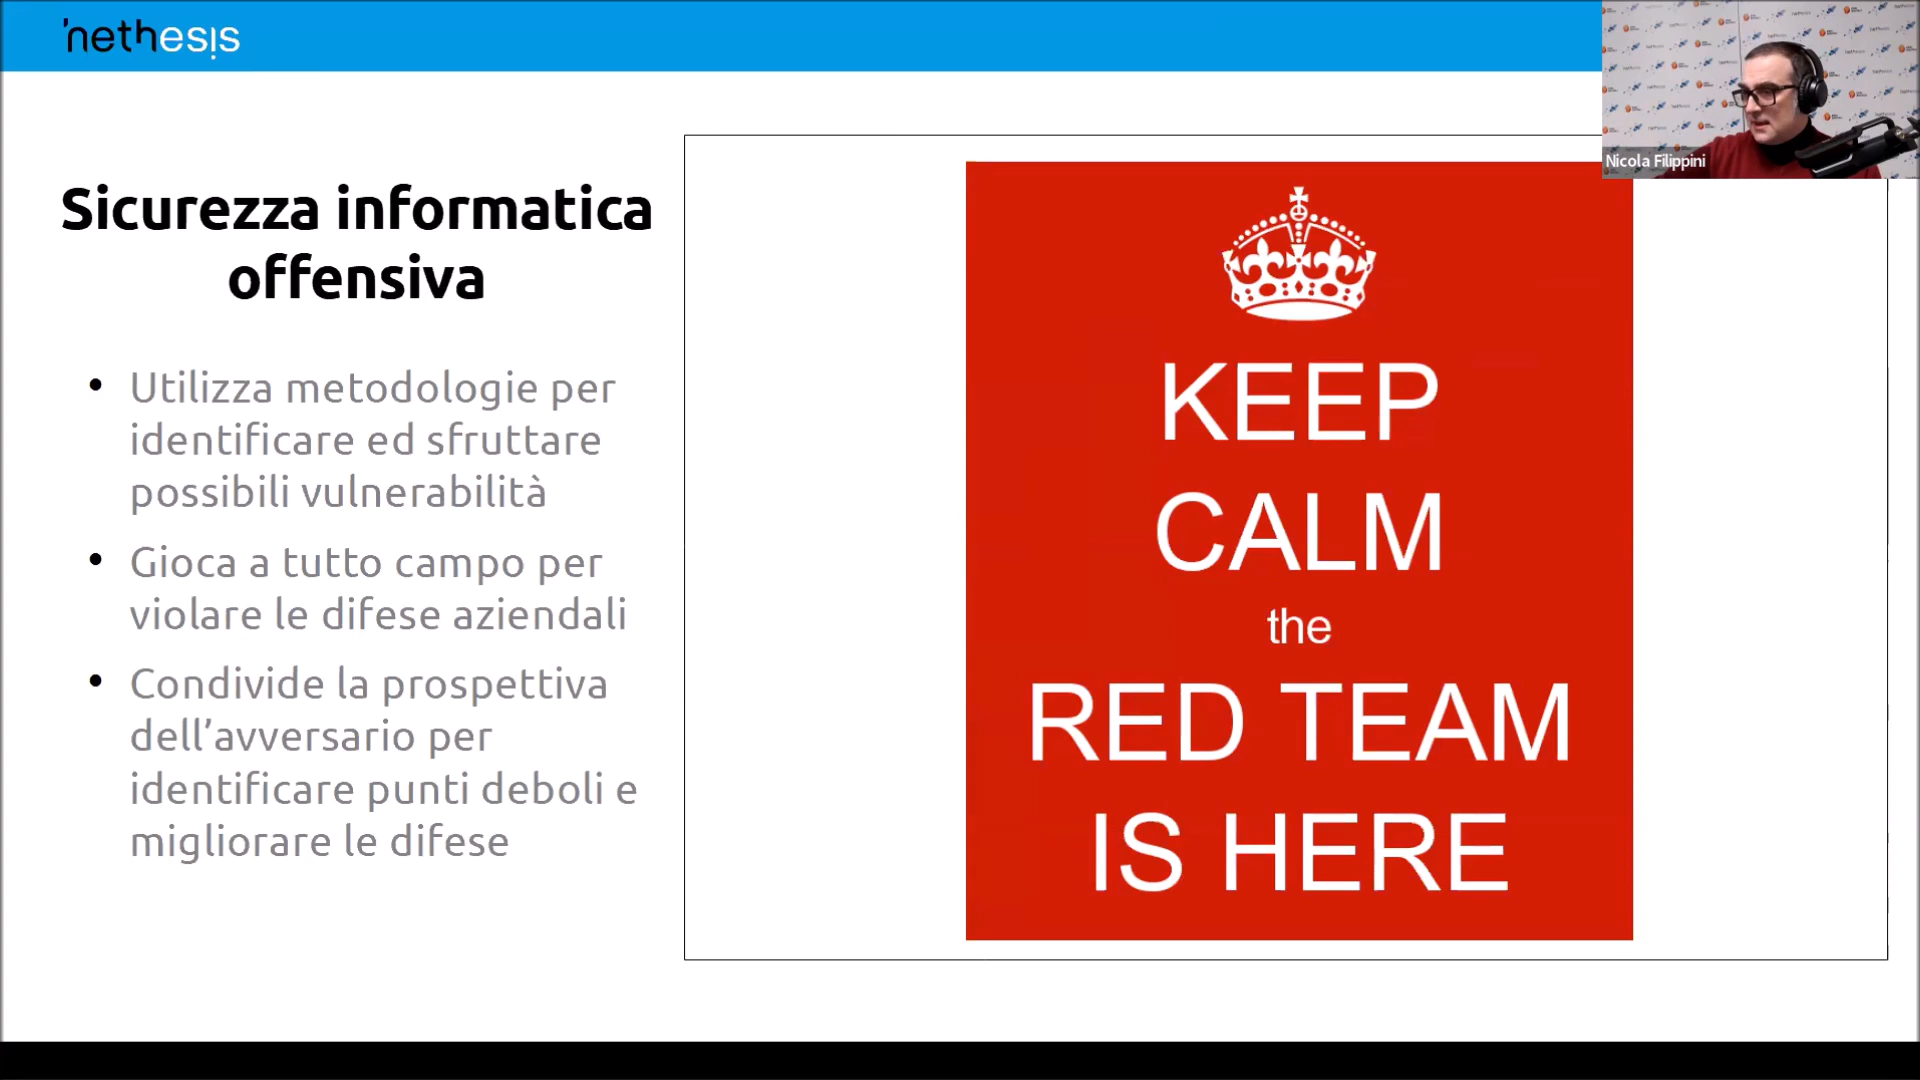 nethesis
Nicola Filippini
Sicurezza informatica
offensiva
Utilizza metodologie per
identificare ed sfruttare
possibili vulnerabilità
Gioca a tutto campo per
violare le difese aziendali
Condivide la prospettiva
dell’avversario per
identificare punti deboli e
migliorare le difese
KEEP
CALM
the
RED TEAM
IS HERE